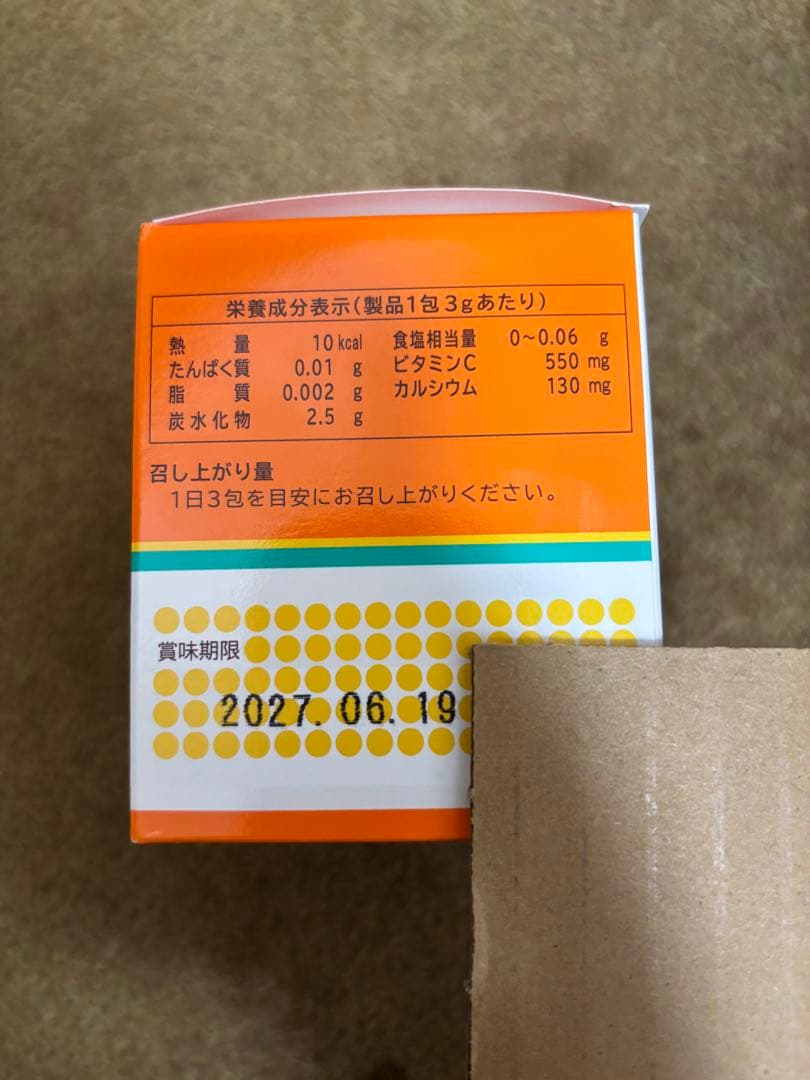 栄養成分表示(製品1包3gあたり)
熱量 10kcal 食塩相当量 0〜0.06 g
たんぱく質 0.01 g ビタミンC 550 mg
脂質 0.002 g カルシウム 130 mg
炭水化物 2.5 g
召し上がり量
1日3包を目安にお召し上がりください。
賞味期限
2027.06.19